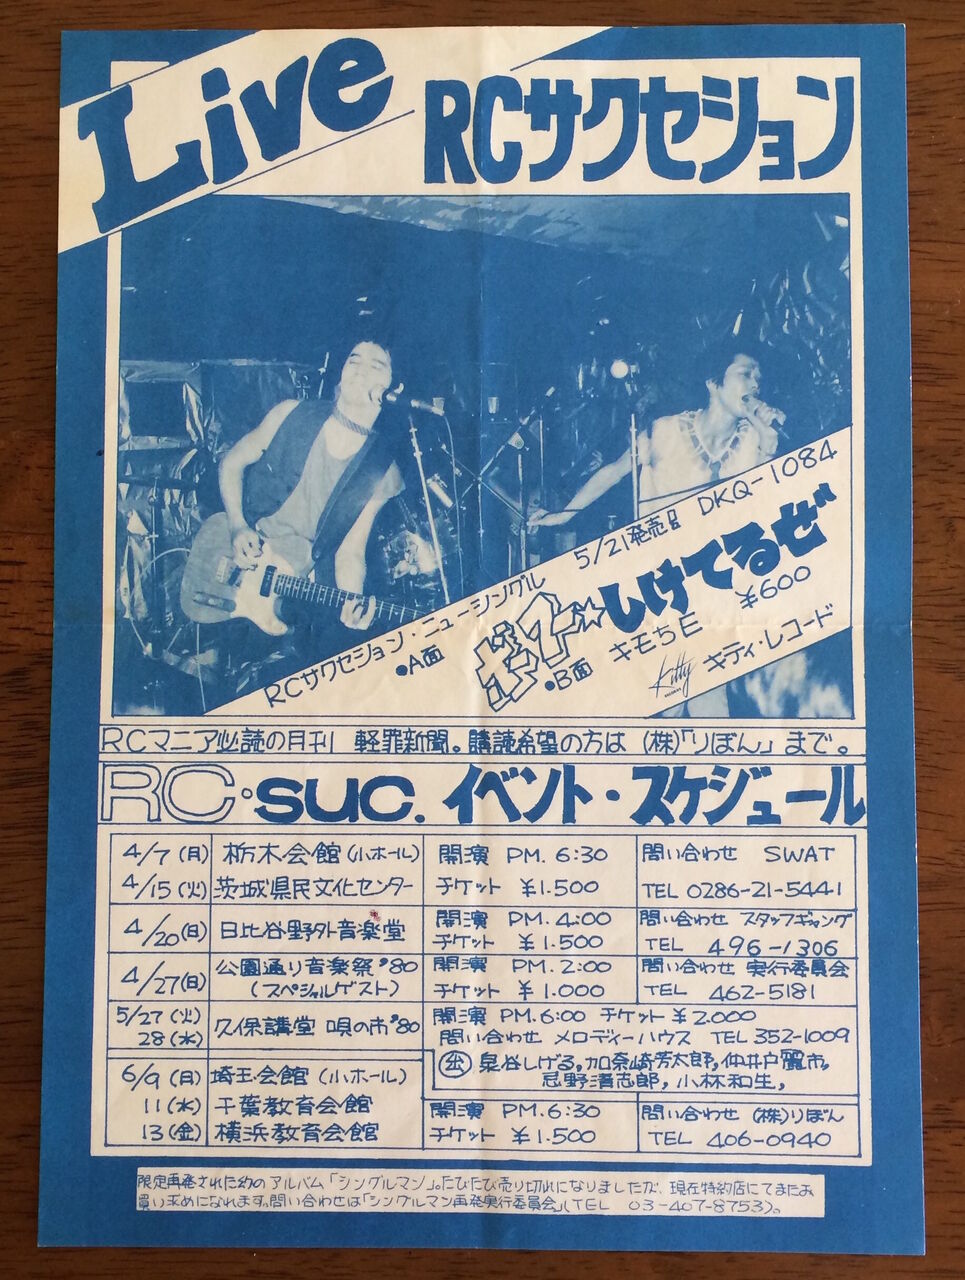 Live
RCサクセション
RCサクセション・ニューシングル 5/21発売 DKQ-1084
•A面 しけてるぜ
•B面 キモちE ¥600
Kitty キティ・レコード
RCマニア必読の月刊 軽罪新聞。購読希望の方は(株)「りぼん」まで。
RC・suc. イベント・スケジュール
4/7(月) 栃木会館(小ホール) 開演 PM. 6:30 問い合わせ SWAT
4/15(火) 茨城県民文化センター チケット ¥1.500 TEL 0286-21-5441
4/20(日) 日比谷野外音楽堂 開演 PM. 4:00 問い合わせ スタッフギャング
チケット ¥1.500 TEL 496-1306
4/27(日) 公園通り音楽祭'80 開演 PM. 2:00 問い合わせ 実行委員会
(スペシャルゲスト) チケット ¥1.000 TEL 462-5181
5/27(火) 久保講堂 唄の市'80 開演 PM. 6:00 チケット ¥2.000
28(水) 問い合わせ メロディーハウス TEL 352-1009
出 泉谷しげる,加奈崎芳太郎,仲井戸麗市,
忌野清志郎,小林和生,
6/9(月) 埼玉会館(小ホール)
11(水) 千葉教育会館 開演 PM. 6:30 問い合わせ (株)りぼん
13(金) 横浜教育会館 チケット ¥1.500 TEL 406-0940
限定再発された幻のアルバム「シングルマン」。たびたび売り切れになりましたが、現在特約店にてまたお
買い求めになれます。問い合わせは「シングルマン再発実行委員会」(TEL 03-407-8753)。